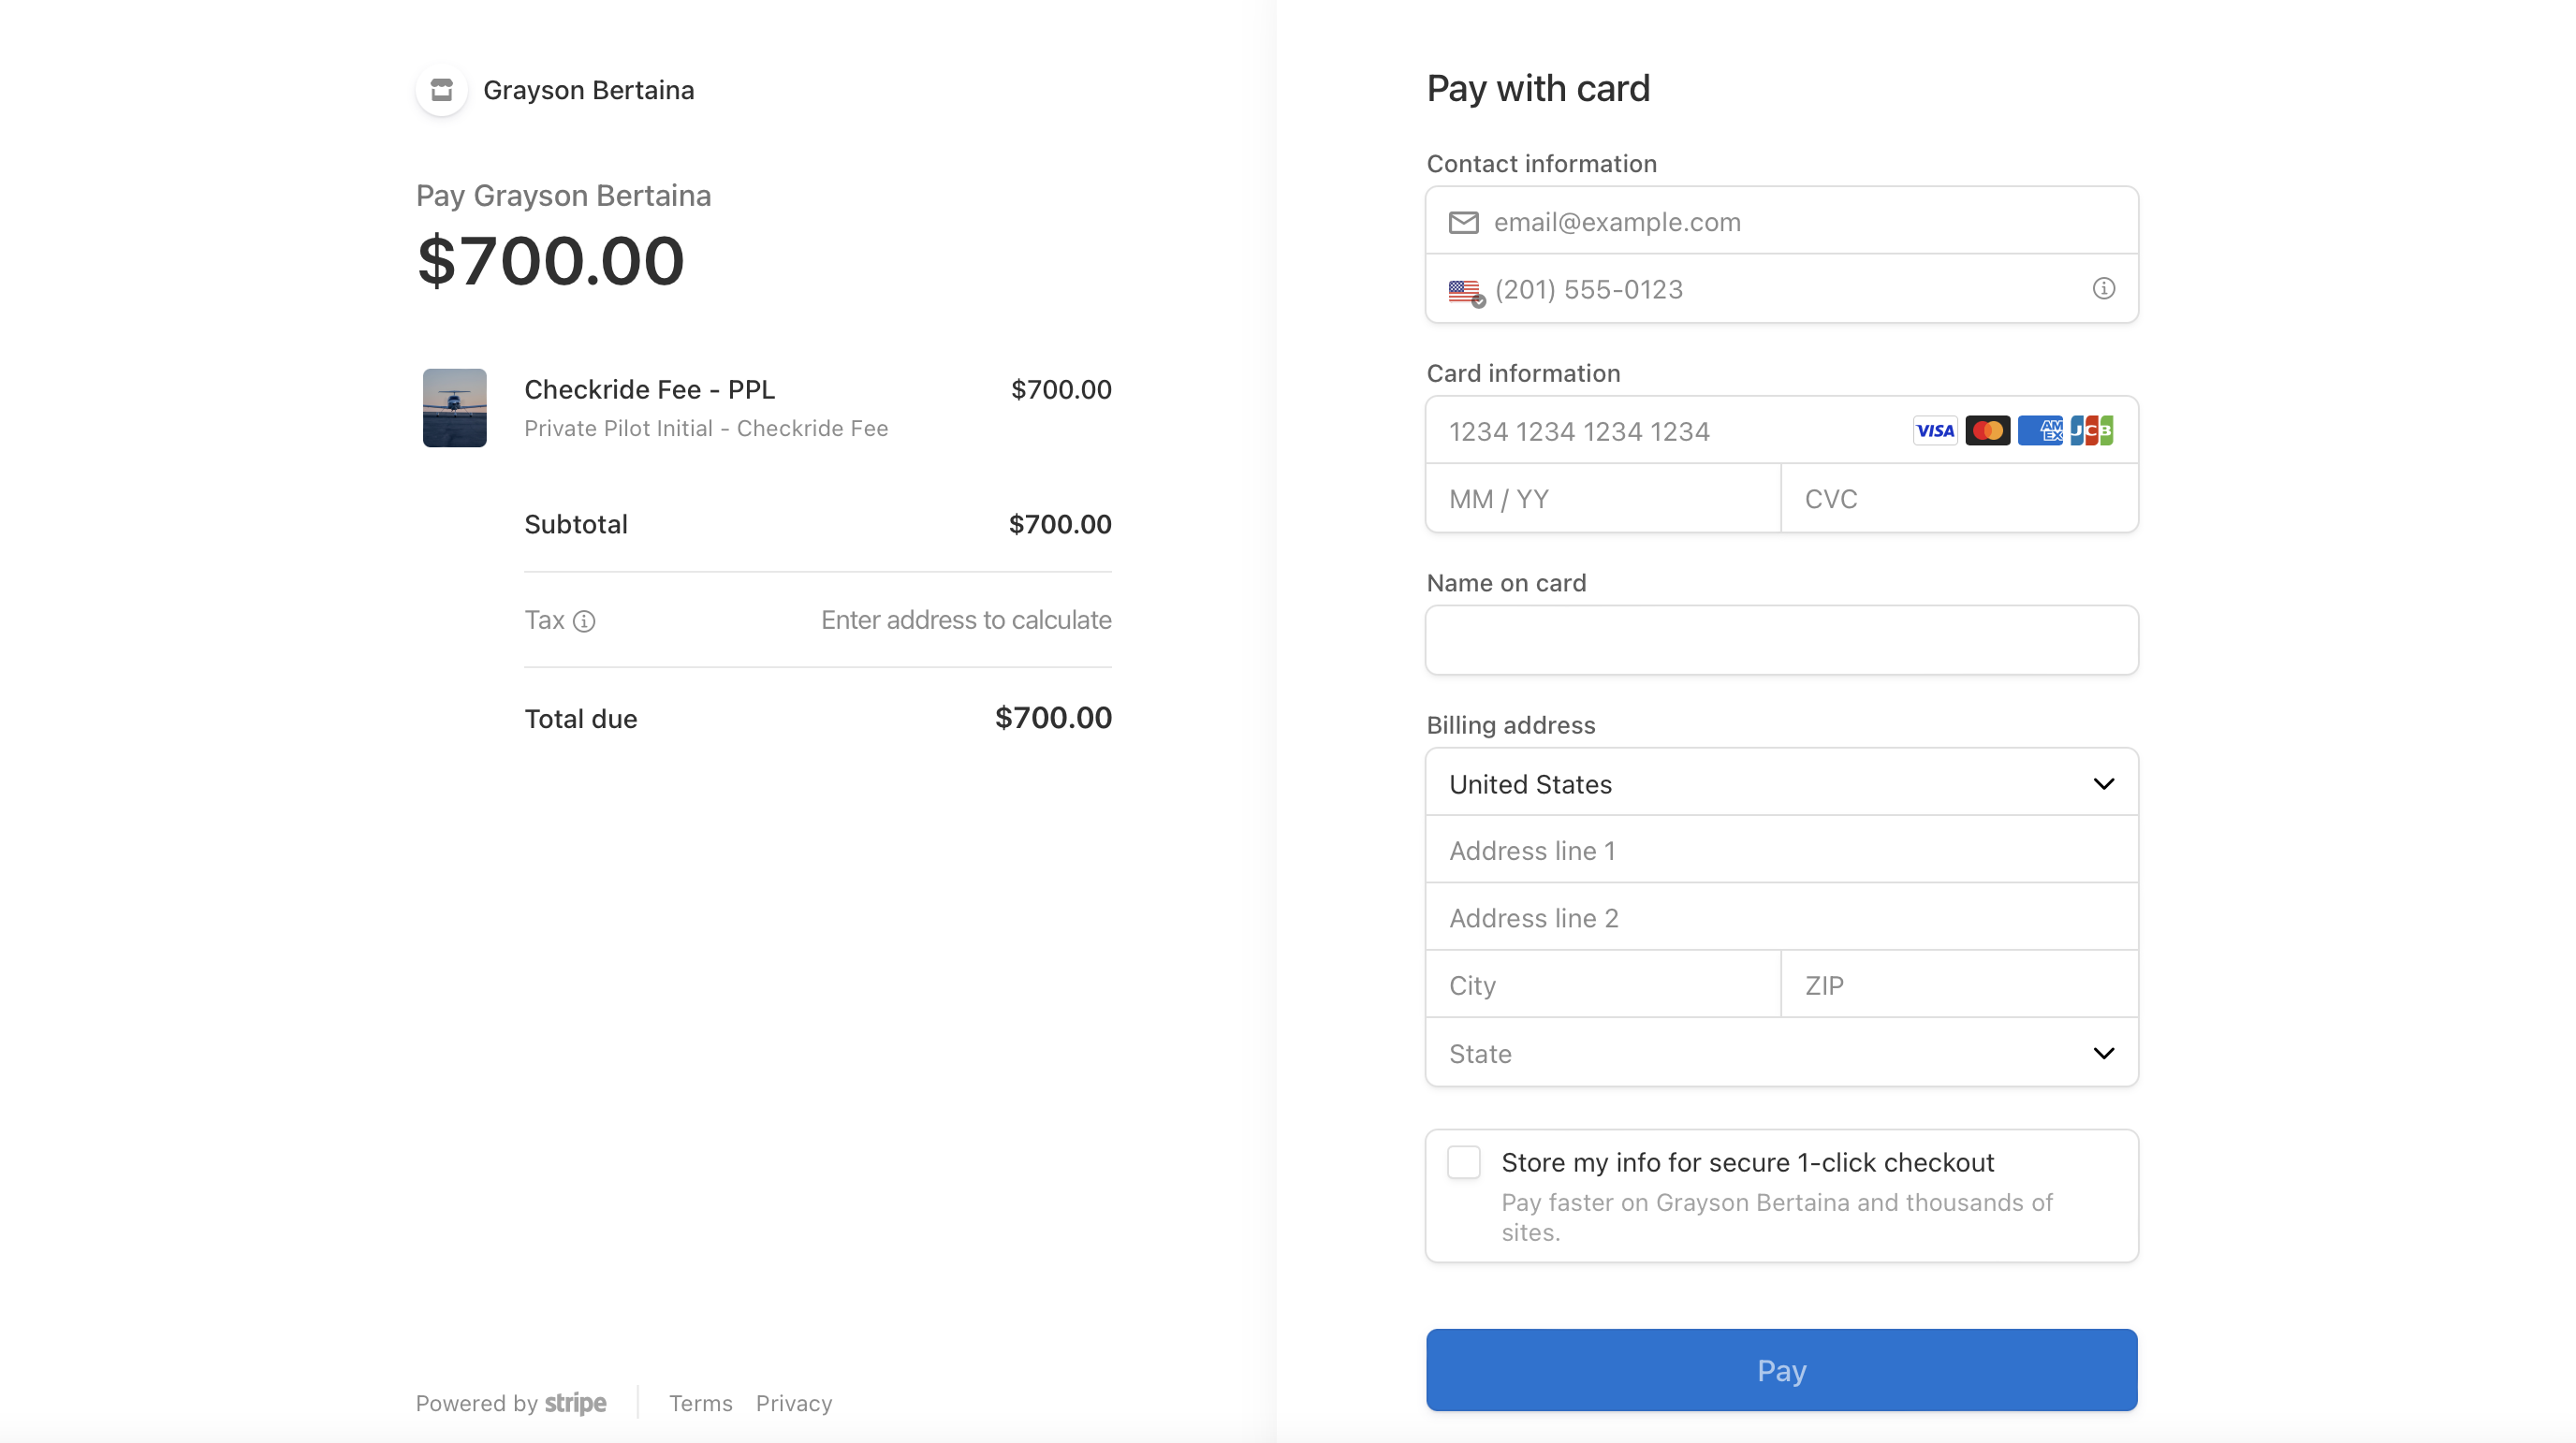 Grayson Bertaina
Pay Grayson Bertaina
$700.00
Checkride Fee - PPL $700.00
Private Pilot Initial - Checkride Fee
Subtotal $700.00
Tax Enter address to calculate
Total due $700.00
Powered by stripe Terms Privacy
Pay with card
Contact information
email@example.com
(201) 555-0123
Card information
1234 1234 1234 1234 VISA AM EX JCB
MM / YY CVC
Name on card
Billing address
United States
Address line 1
Address line 2
City ZIP
State
Store my info for secure 1-click checkout
Pay faster on Grayson Bertaina and thousands of
sites.
Pay